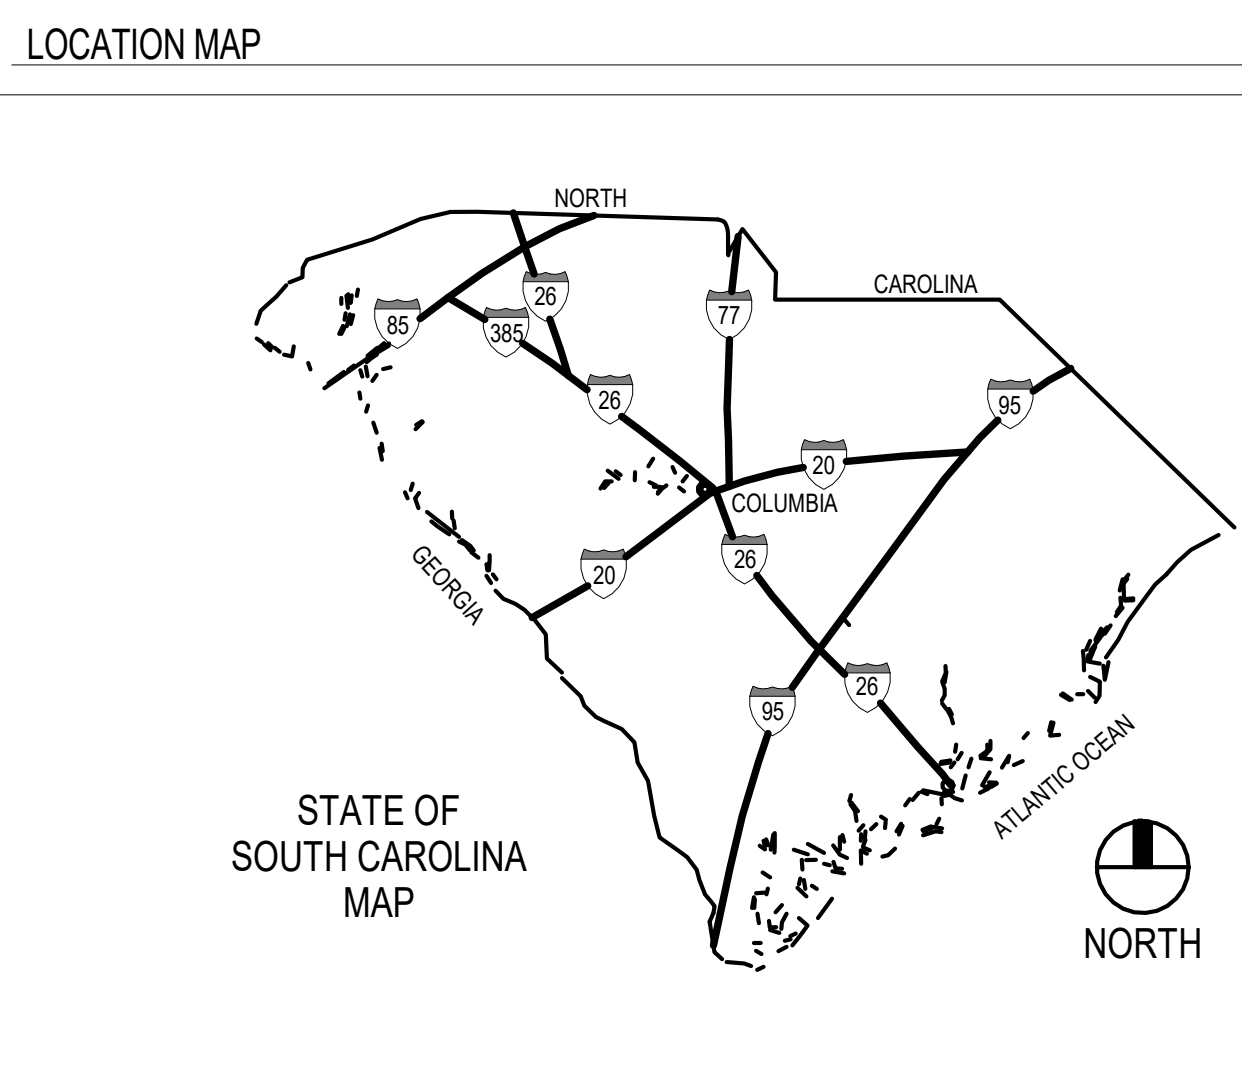 LOCATION MAP
NORTH
CAROLINA
26
77
85
385
26
95
20
COLUMBIA
26
20
GEORGIA
26
95
ATLANTIC OCEAN
STATE OF
SOUTH CAROLINA
MAP
NORTH